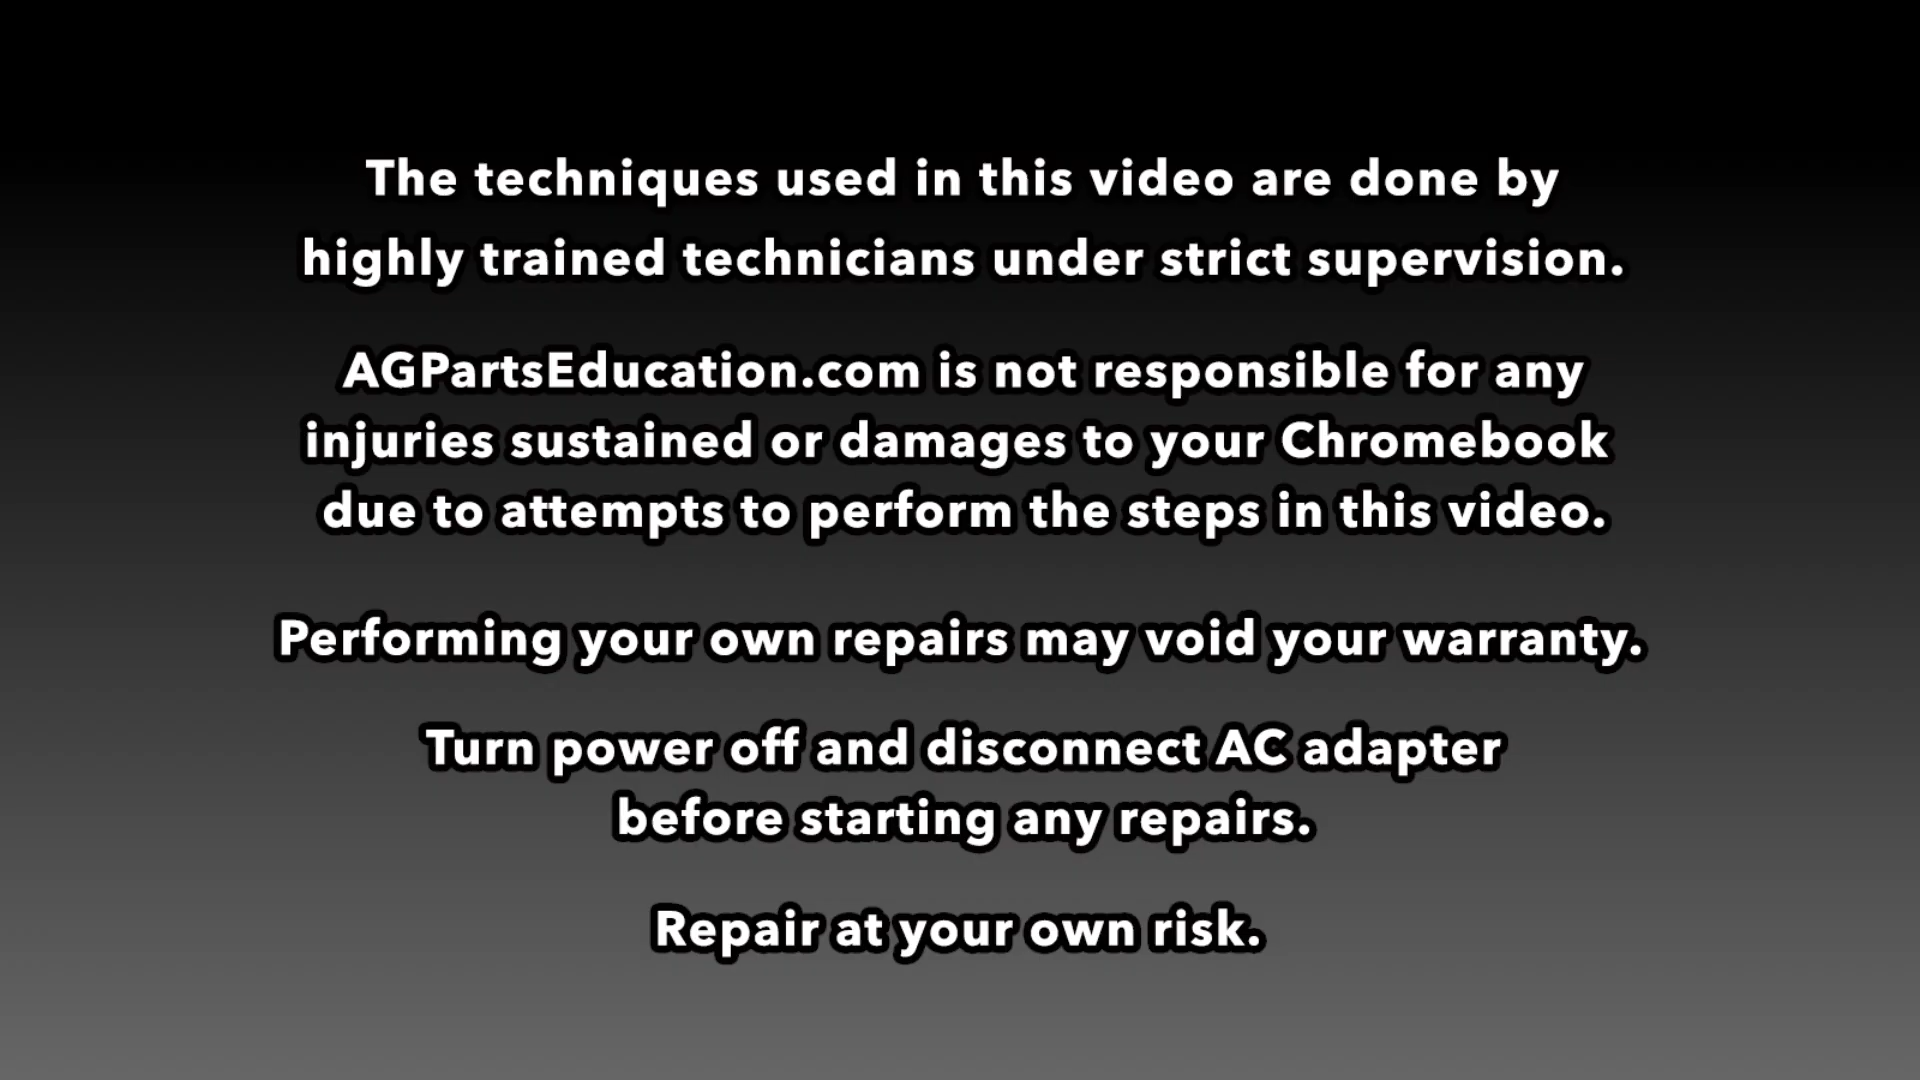 The techniques used in this video are done by
highly trained technicians under strict supervision.
AGPartsEducation.com is not responsible for any
injuries sustained or damages to your Chromebook
due to attempts to perform the steps in this video.
Performing your own repairs may void your warranty.
Turn power off and disconnect AC adapter
before starting any repairs.
Repair at your own risk.